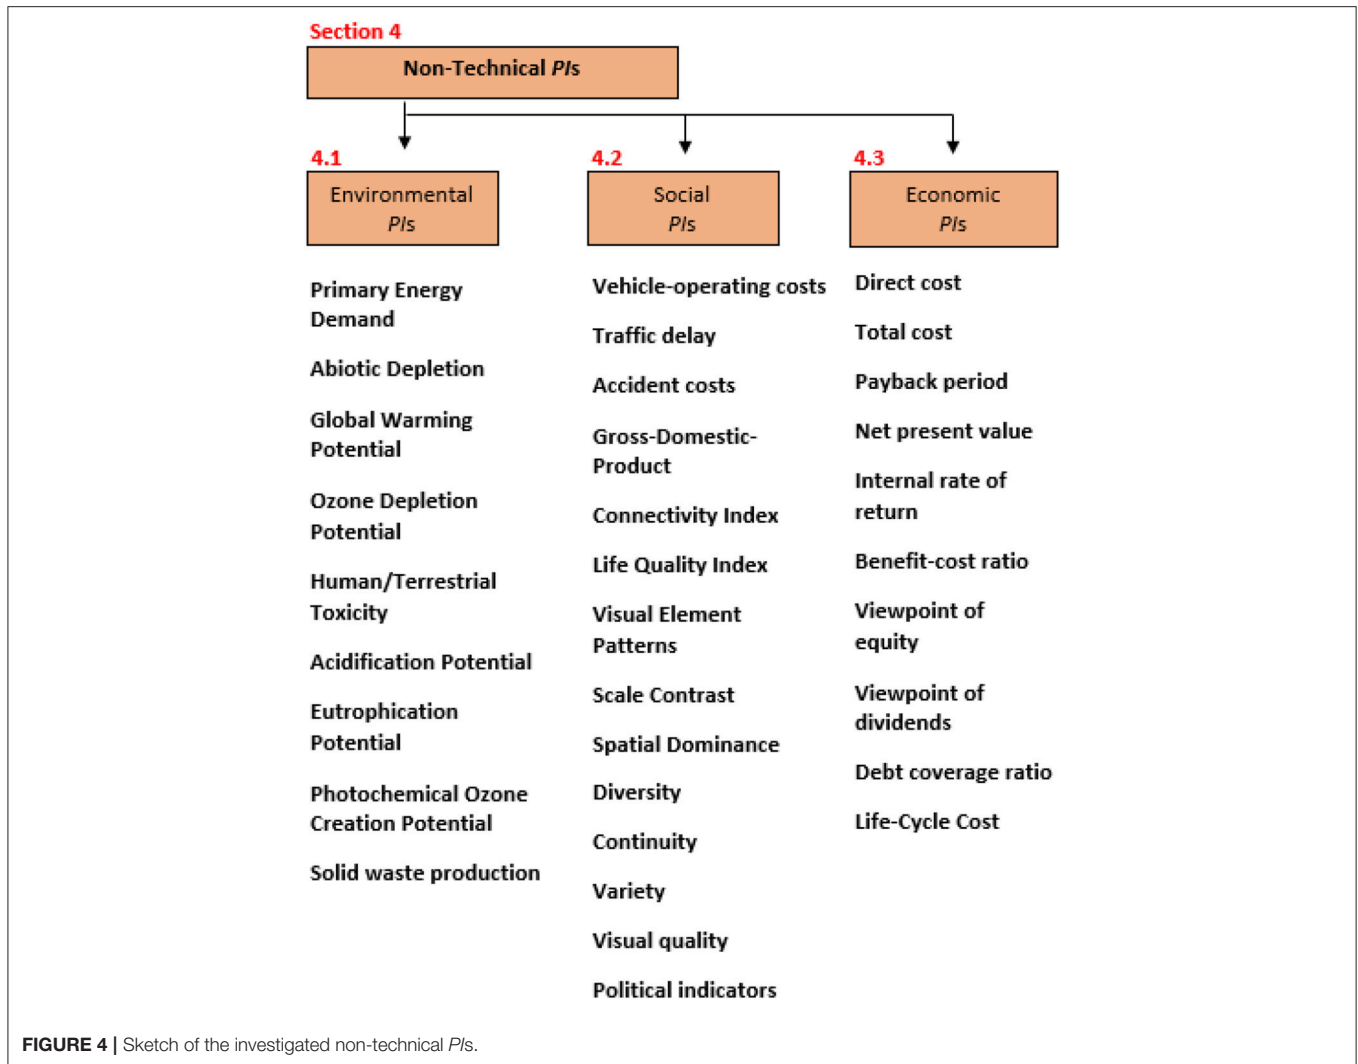 Section 4
Non-Technical PIs
4.1
Environmental
PIs
Primary Energy
Demand
Abiotic Depletion
Global Warming
Potential
Ozone Depletion
Potential
Human/Terrestrial
Toxicity
Acidification Potential
Eutrophication
Potential
Photochemical Ozone
Creation Potential
Solid waste production
4.2
Social
PIs
Vehicle-operating costs
Traffic delay
Accident costs
Gross-Domestic-
Product
Connectivity Index
Life Quality Index
Visual Element
Patterns
Scale Contrast
Spatial Dominance
Diversity
Continuity
Variety
Visual quality
Political indicators
4.3
Economic
PIs
Direct cost
Total cost
Payback period
Net present value
Internal rate of
return
Benefit-cost ratio
Viewpoint of
equity
Viewpoint of
dividends
Debt coverage ratio
Life-Cycle Cost
FIGURE 4 | Sketch of the investigated non-technical PIs.